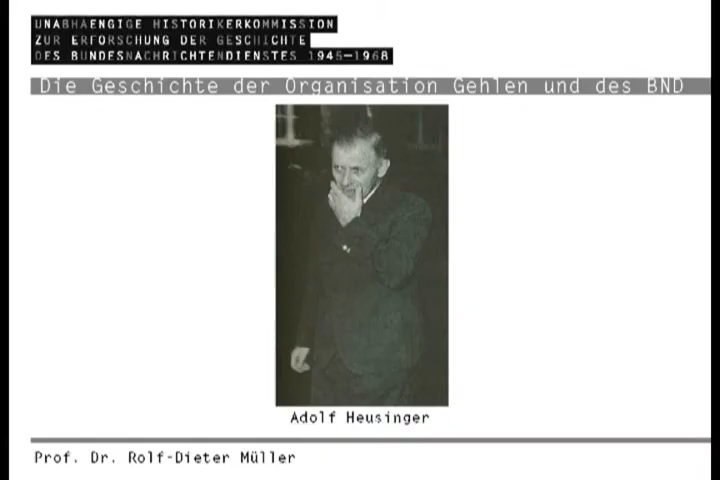 UNABHAENGIGE HISTORIKERKOMMISSION
ZUR ERFORSCHUNG DER GESCHICHTE
DES BUNDESNACHRICHTENDIENSTES 1945–1968
Die Geschichte der Organisation Gehlen und des BND
Adolf Heusinger
Prof. Dr. Rolf-Dieter Müller